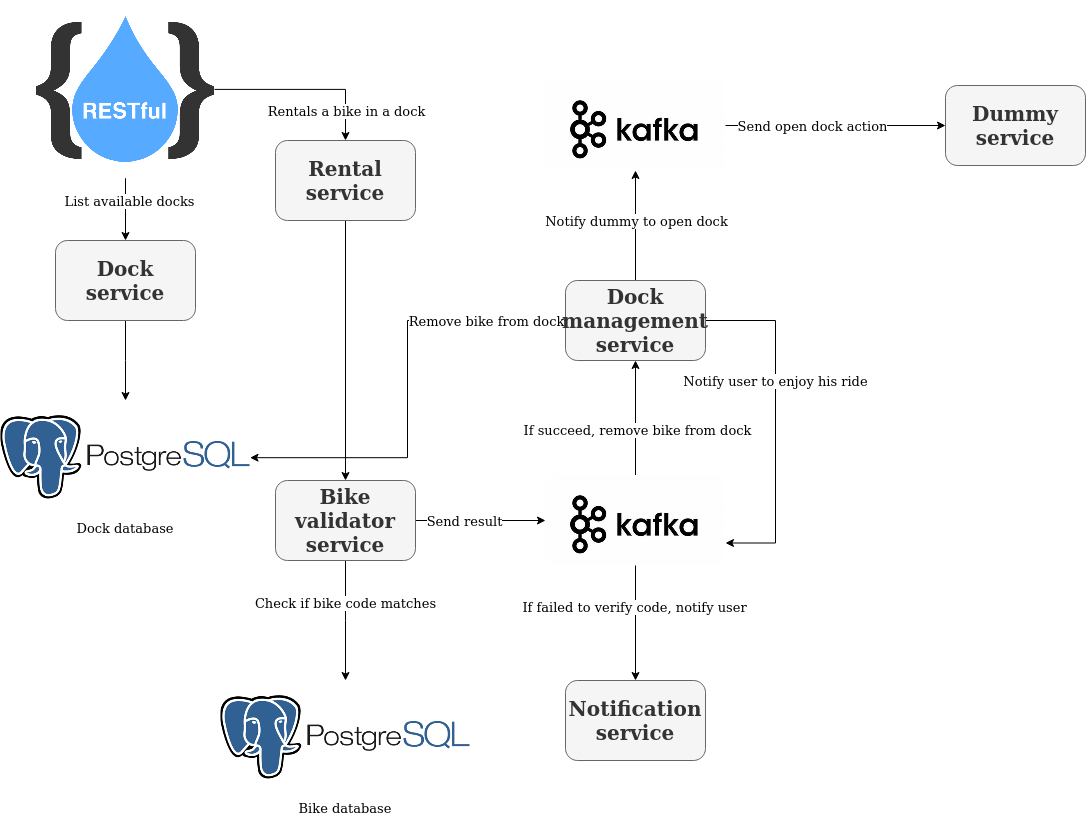 RESTful
Rentals a bike in a dock
kafka
Send open dock action
Dummy
service
Rental
service
List available docks
Notify dummy to open dock
Dock
service
Dock
management
service
Remove bike from dock
Notify user to enjoy his ride
If succeed, remove bike from dock
PostgreSQL
Dock database
Bike
validator
service
Send result
kafka
Check if bike code matches
If failed to verify code, notify user
Notification
service
PostgreSQL
Bike database